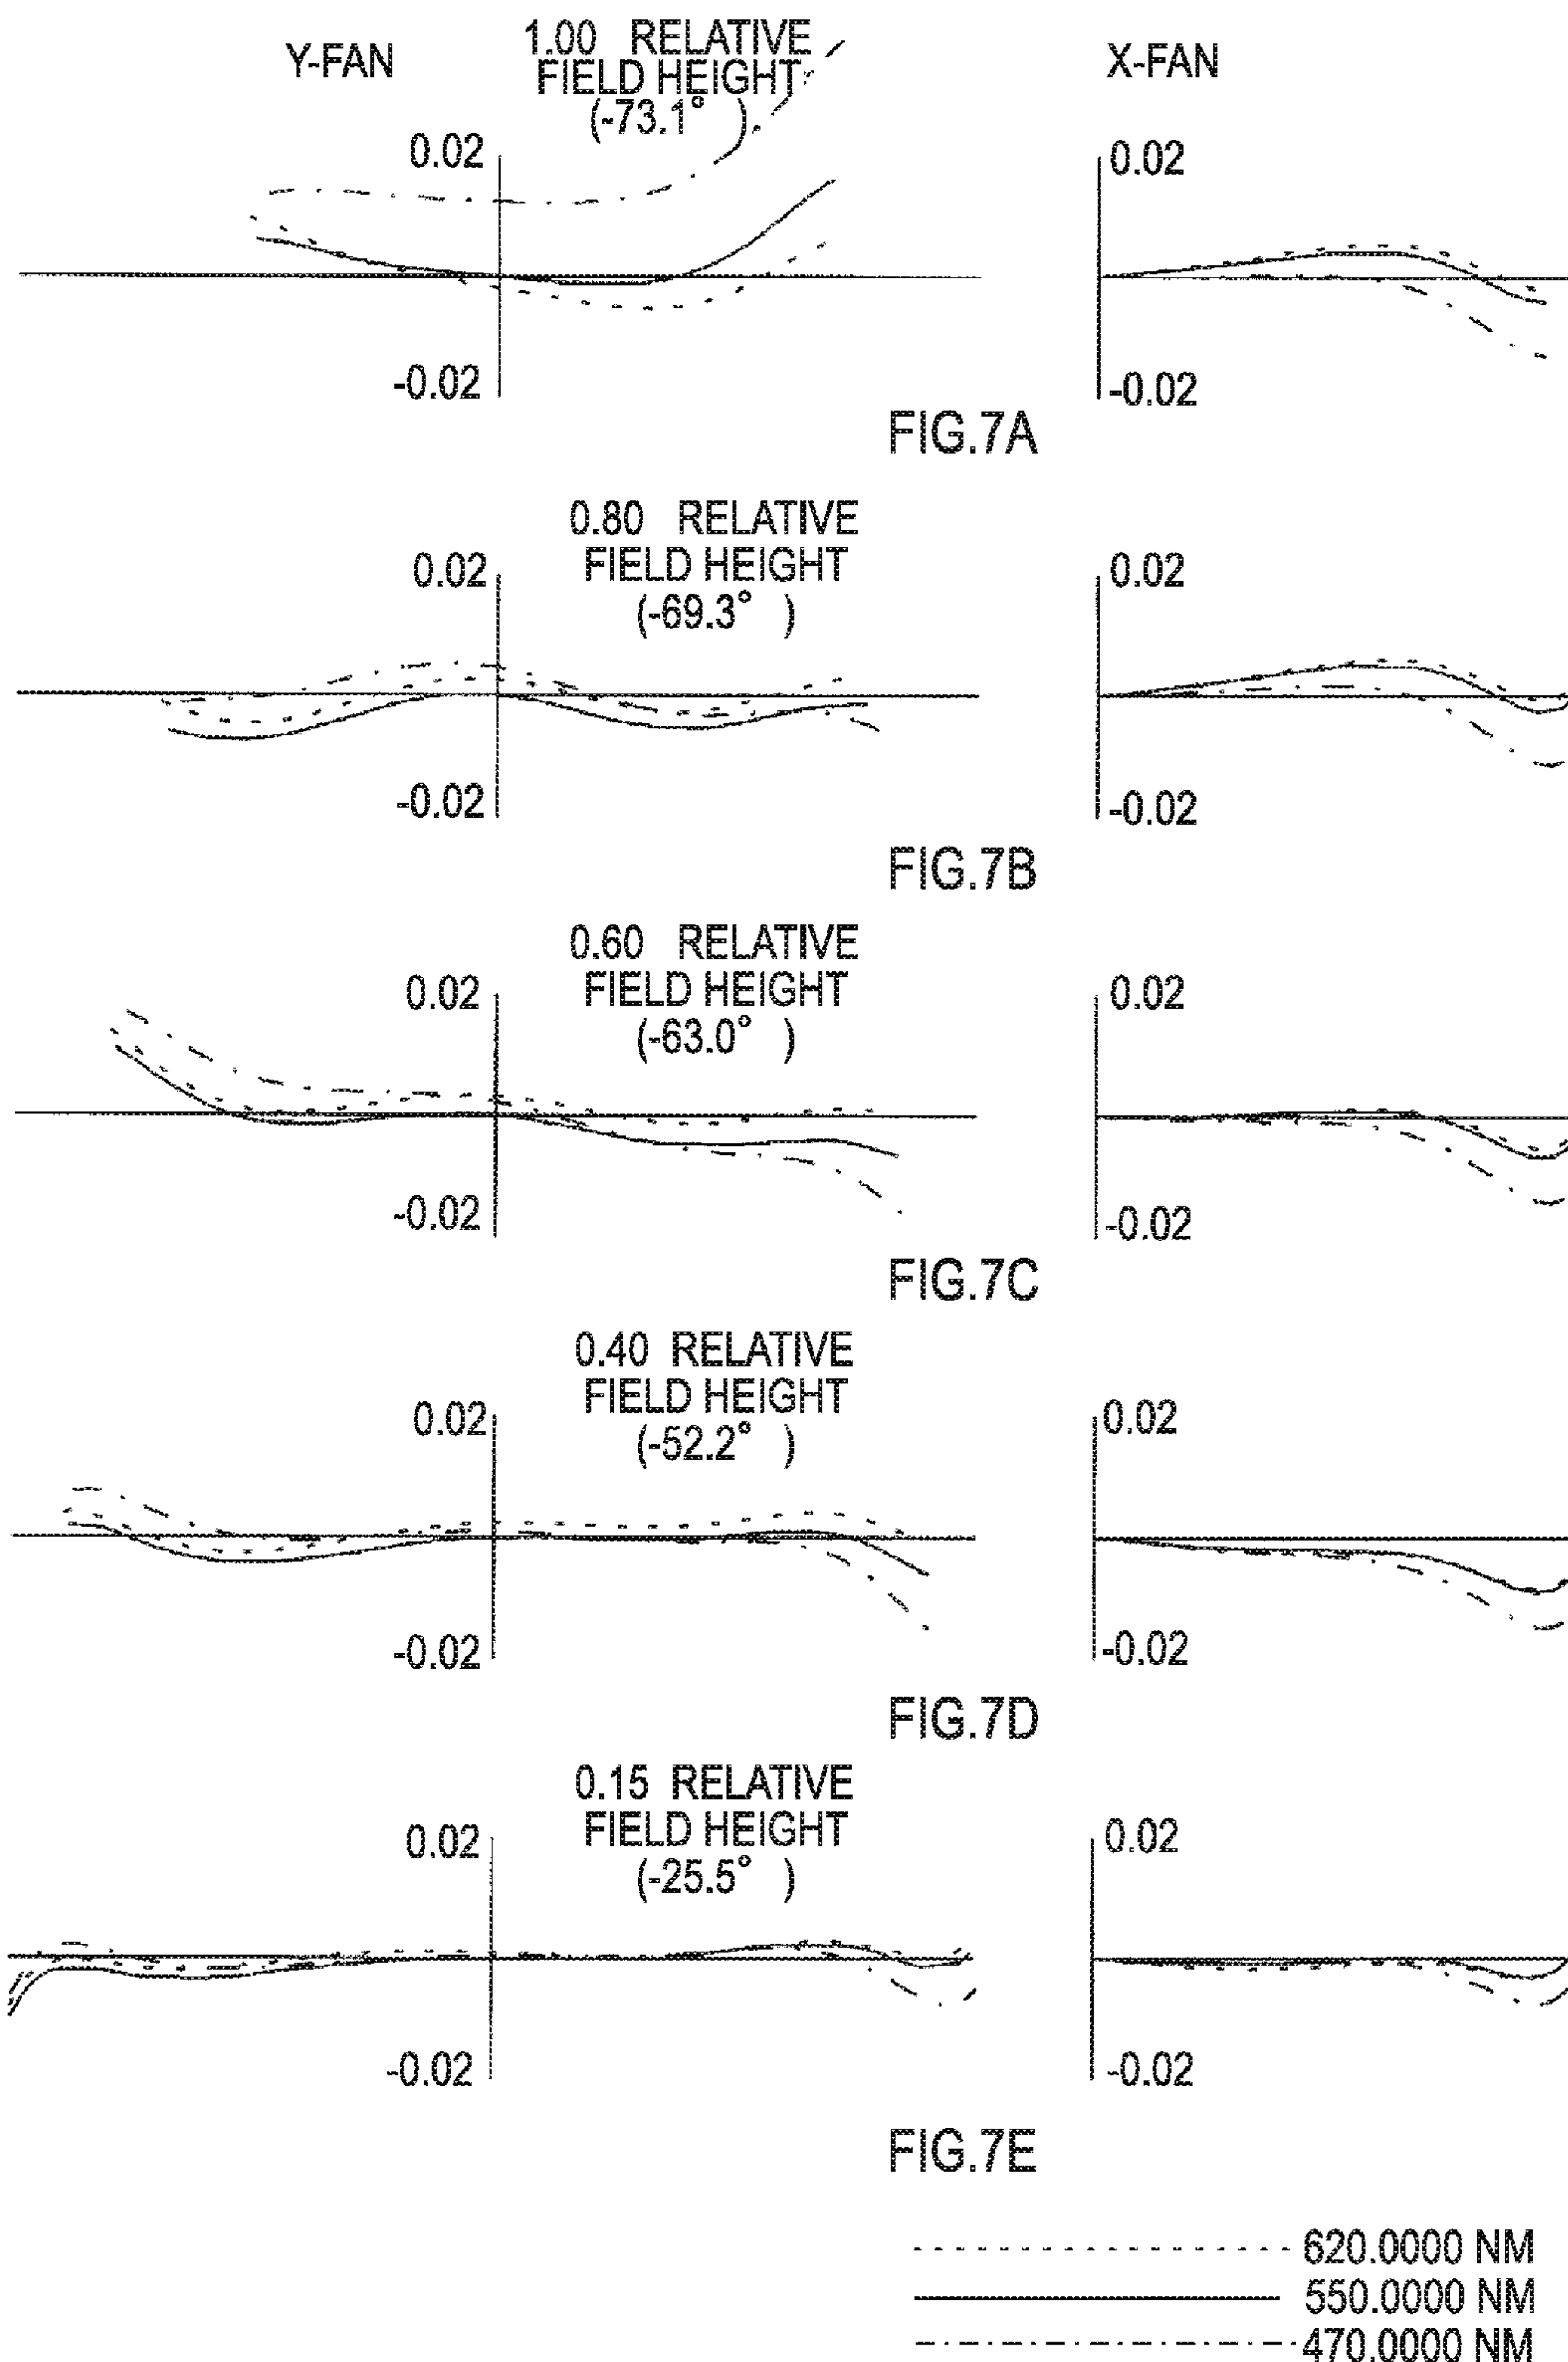 Y-FAN
1.00 RELATIVE
FIELD HEIGHT
(-73.1° )
X-FAN
0.02
0.02
-0.02
-0.02
FIG.7A
0.80 RELATIVE
FIELD HEIGHT
(-69.3° )
0.02
0.02
-0.02
-0.02
FIG.7B
0.60 RELATIVE
FIELD HEIGHT
(-63.0° )
0.02
0.02
-0.02
-0.02
FIG.7C
0.40 RELATIVE
FIELD HEIGHT
(-52.2° )
0.02
0.02
-0.02
-0.02
FIG.7D
0.15 RELATIVE
FIELD HEIGHT
(-25.5° )
0.02
0.02
-0.02
-0.02
FIG.7E
620.0000 NM
550.0000 NM
470.0000 NM